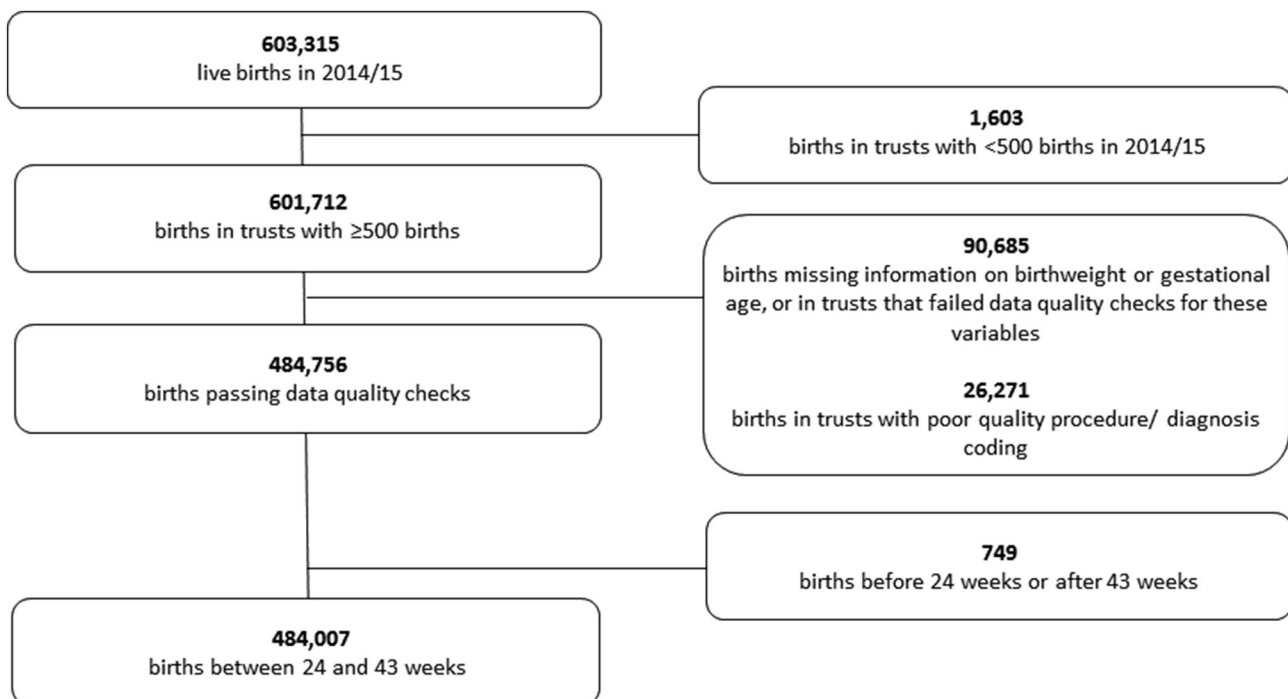 603,315
live births in 2014/15
1,603
births in trusts with <500 births in 2014/15
601,712
births in trusts with ≥500 births
90,685
births missing information on birthweight or gestational
age, or in trusts that failed data quality checks for these
variables
26,271
births in trusts with poor quality procedure/ diagnosis
coding
484,756
births passing data quality checks
749
births before 24 weeks or after 43 weeks
484,007
births between 24 and 43 weeks